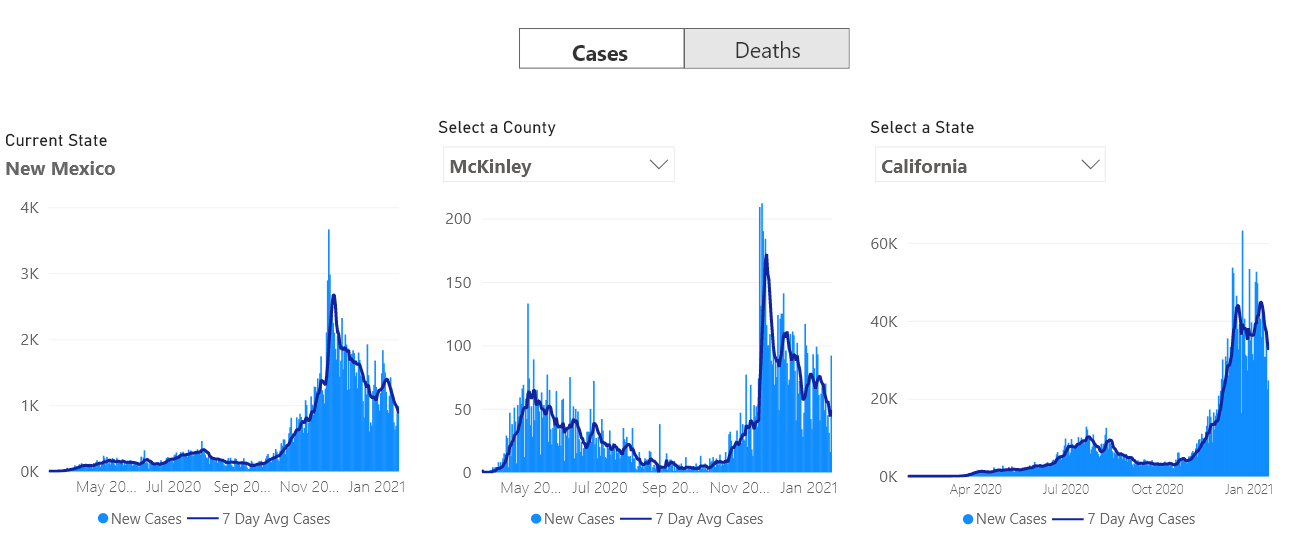 Cases
Deaths
Current State
New Mexico
4K
3K
2K
1K
0K
May 20...
Jul 2020
Sep 20...
Nov 20...
Jan 2021
New Cases
7 Day Avg Cases
Select a County
McKinley
200
150
100
50
0
May 20...
Jul 2020
Sep 20...
Nov 20...
Jan 2021
New Cases
7 Day Avg Cases
Select a State
California
60K
40K
20K
0K
Apr 2020
Jul 2020
Oct 2020
Jan 2021
New Cases
7 Day Avg Cases